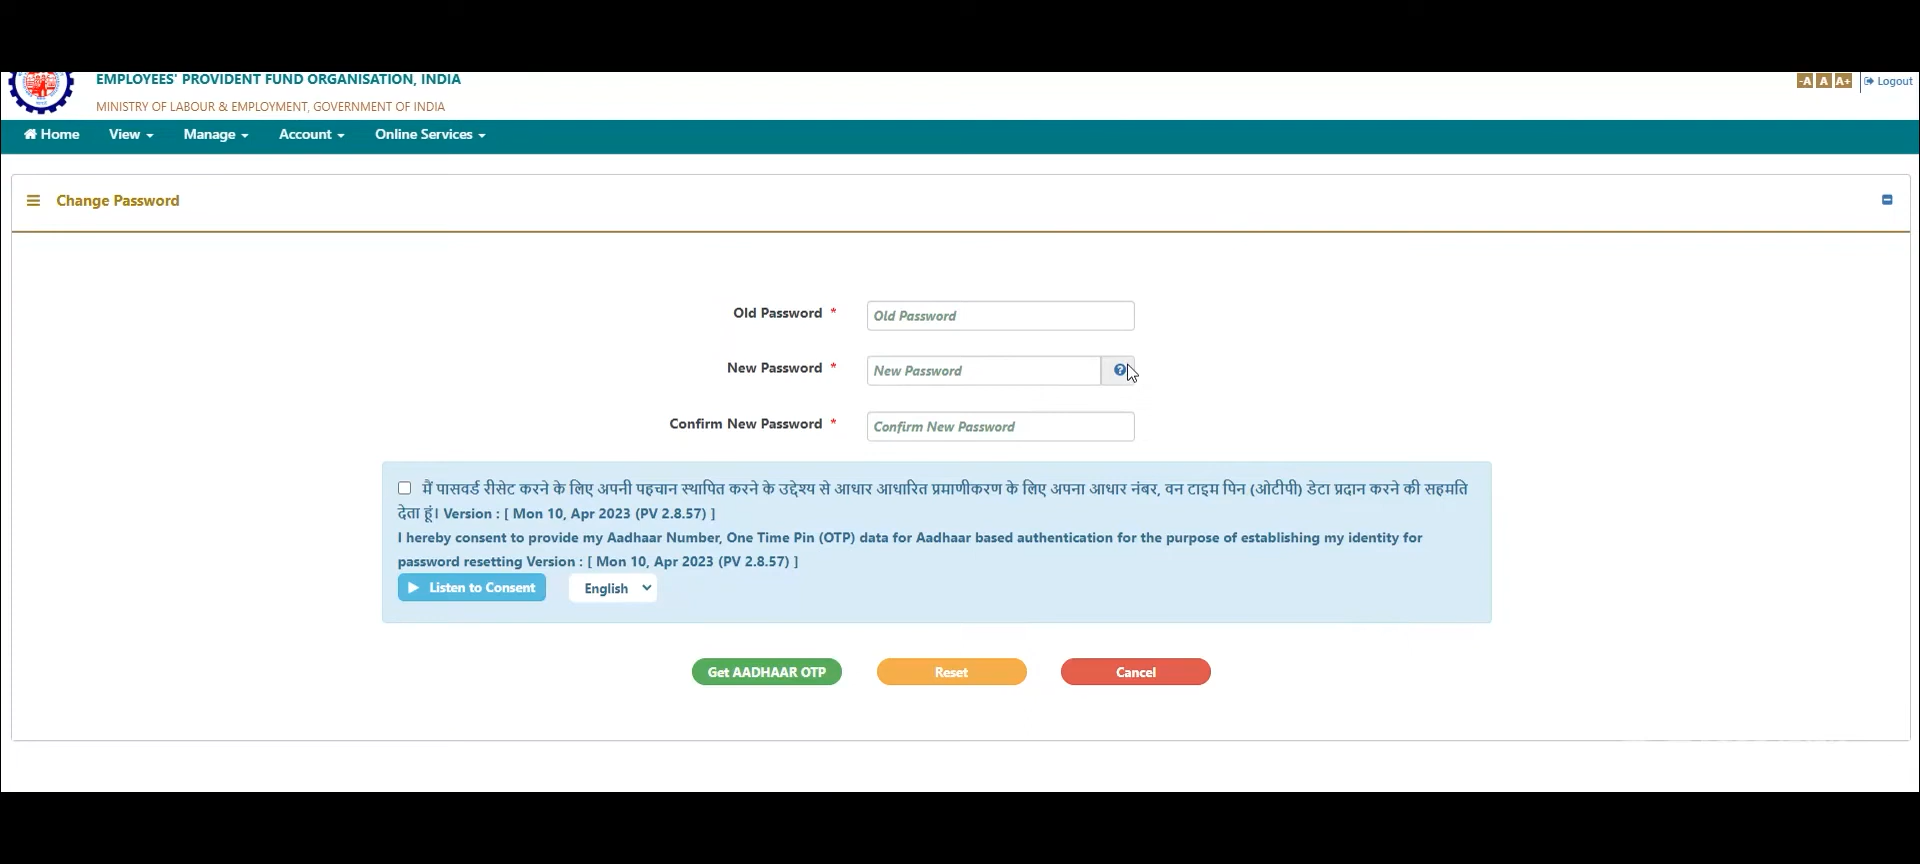 EMPLOYEES' PROVIDENT FUND ORGANISATION, INDIA
MINISTRY OF LABOUR & EMPLOYMENT, GOVERNMENT OF INDIA
-A A A+ Logout
Home View Manage Account Online Services
Change Password
Old Password * Old Password
New Password * New Password
Confirm New Password * Confirm New Password
मैं पासवर्ड रीसेट करने के लिए अपनी पहचान स्थापित करने के उद्देश्य से आधार आधारित प्रमाणीकरण के लिए अपना आधार नंबर, वन टाइम पिन (ओटीपी) डेटा प्रदान करने की सहमति
देता हूं। Version : [ Mon 10, Apr 2023 (PV 2.8.57) ]
I hereby consent to provide my Aadhaar Number, One Time Pin (OTP) data for Aadhaar based authentication for the purpose of establishing my identity for
password resetting Version : [ Mon 10, Apr 2023 (PV 2.8.57) ]
Listen to Consent English
Get AADHAAR OTP Reset Cancel